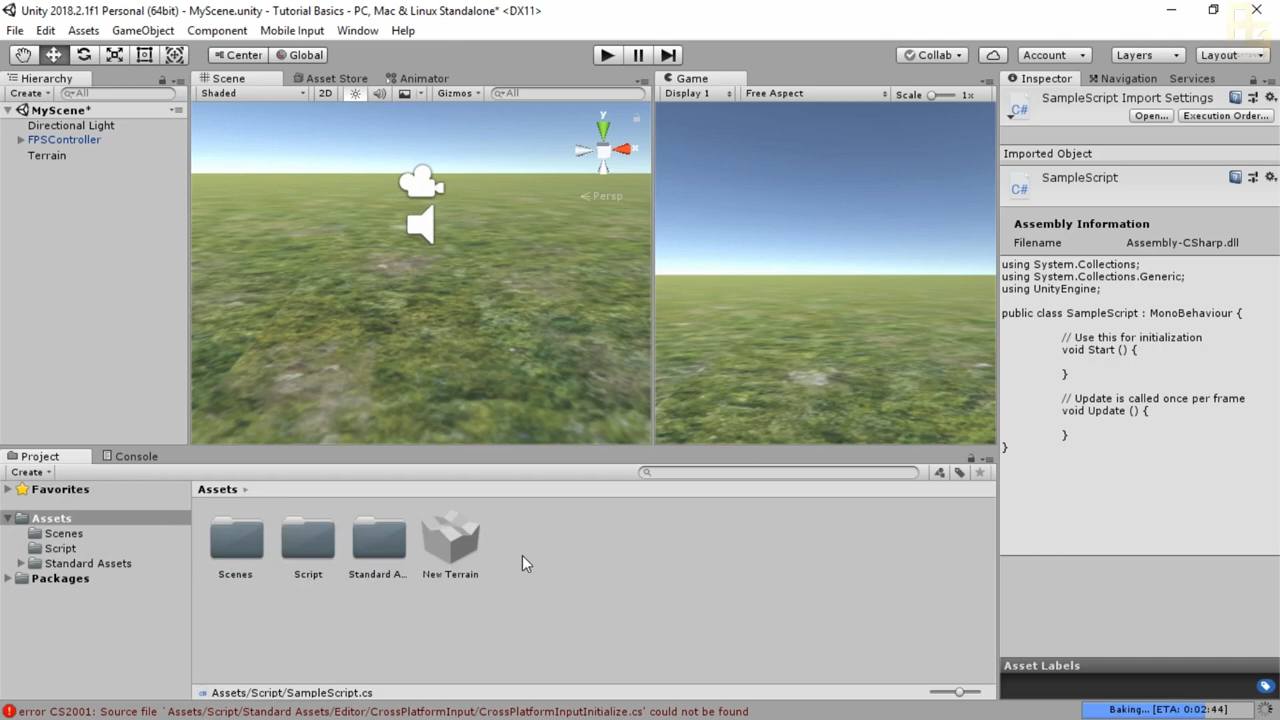 Unity 2018.2.1f1 Personal (64bit) - MyScene.unity - Tutorial Basics - PC, Mac & Linux Standalone* <DX11>
File Edit Assets GameObject Component Mobile Input Window Help
Center Global Collab Account Layers Layout
Hierarchy Scene Asset Store Animator Game Inspector Navigation Services
Create All Shaded 2D Gizmos All Display 1 Free Aspect Scale 1x
C# SampleScript Import Settings
Open... Execution Order...
MyScene*
Directional Light
FPSController
Terrain
y
x
Persp
Imported Object
C# SampleScript
Assembly Information
Filename Assembly-CSharp.dll
using System.Collections;
using System.Collections.Generic;
using UnityEngine;
public class SampleScript : MonoBehaviour {
// Use this for initialization
void Start () {
}
// Update is called once per frame
void Update () {
}
}
Project Console
Create
Favorites
Assets
Scenes
Script
Standard Assets
Packages
Assets
Scenes Script Standard A... New Terrain
Assets/Script/SampleScript.cs
Asset Labels
error CS2001: Source file `Assets/Script/Standard Assets/Editor/CrossPlatformInput/CrossPlatformInputInitialize.cs' could not be found
Baking... [ETA: 0:02:44]